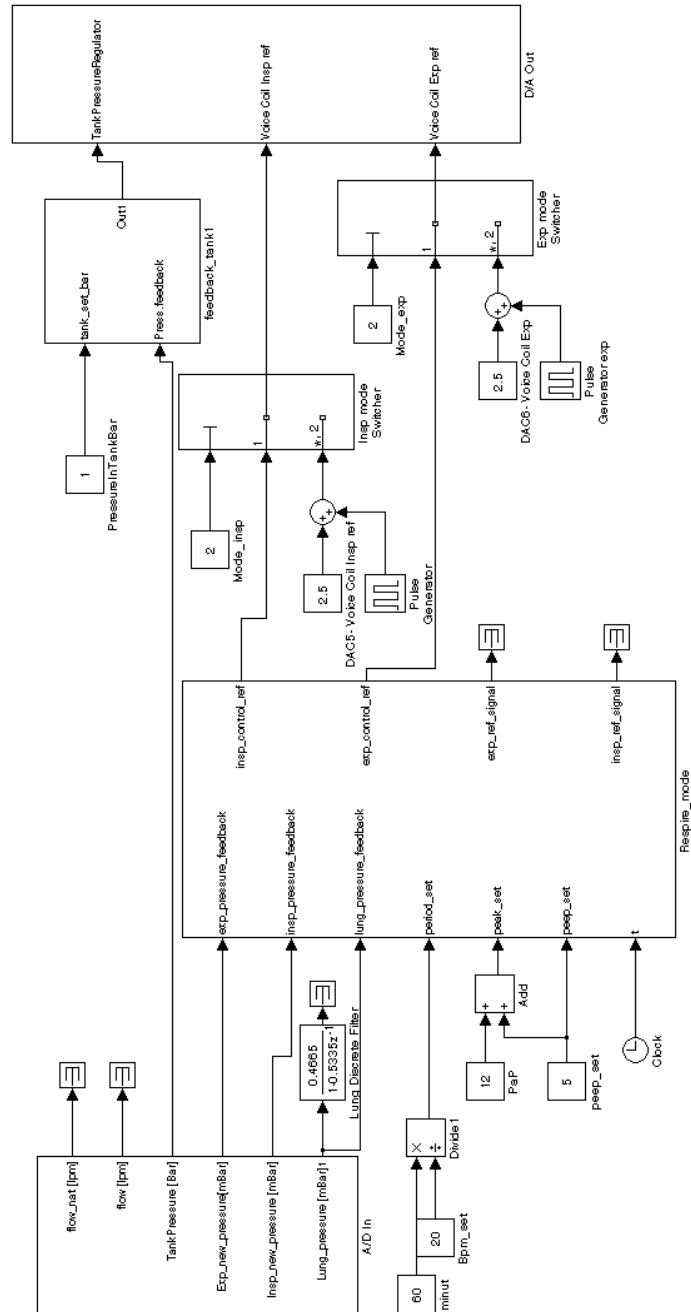 flow_nat [lpm]
flow [lpm]
TankPressure [Bar]
Exp_new_pressure[mBar]
Insp_new_pressure [mBar]
Lung_pressure [mBar]1
A/D In
0.4665
1-0.5335z-1
Lung Discrete Filter
60
minut
20
Bpm_set
×
÷
Divide1
12
PaP
5
peep_set
+
+
Add
Clock
exp_pressure_feedback
insp_pressure_feedback
lung_pressure_feedback
period_set
peak_set
peep_set
t
insp_control_ref
exp_control_ref
exp_ref_signal
insp_ref_signal
Respire_mode
1
PressureInTankBar
tank_set_bar
Press.feedback
Out1
feedback_tank1
2
Mode_insp
2.5
DAC5- Voice Coil Insp ref
Pulse
Generator
+
+
1
*, 2
Insp mode
Switcher
2
Mode_exp
2.5
DAC6- Voice Coil Exp
Pulse
Generator exp
+
+
1
*, 2
Exp mode
Switcher
TankPressureRegulator
Voice Coil Insp ref
Voice Coil Exp ref
D/A Out